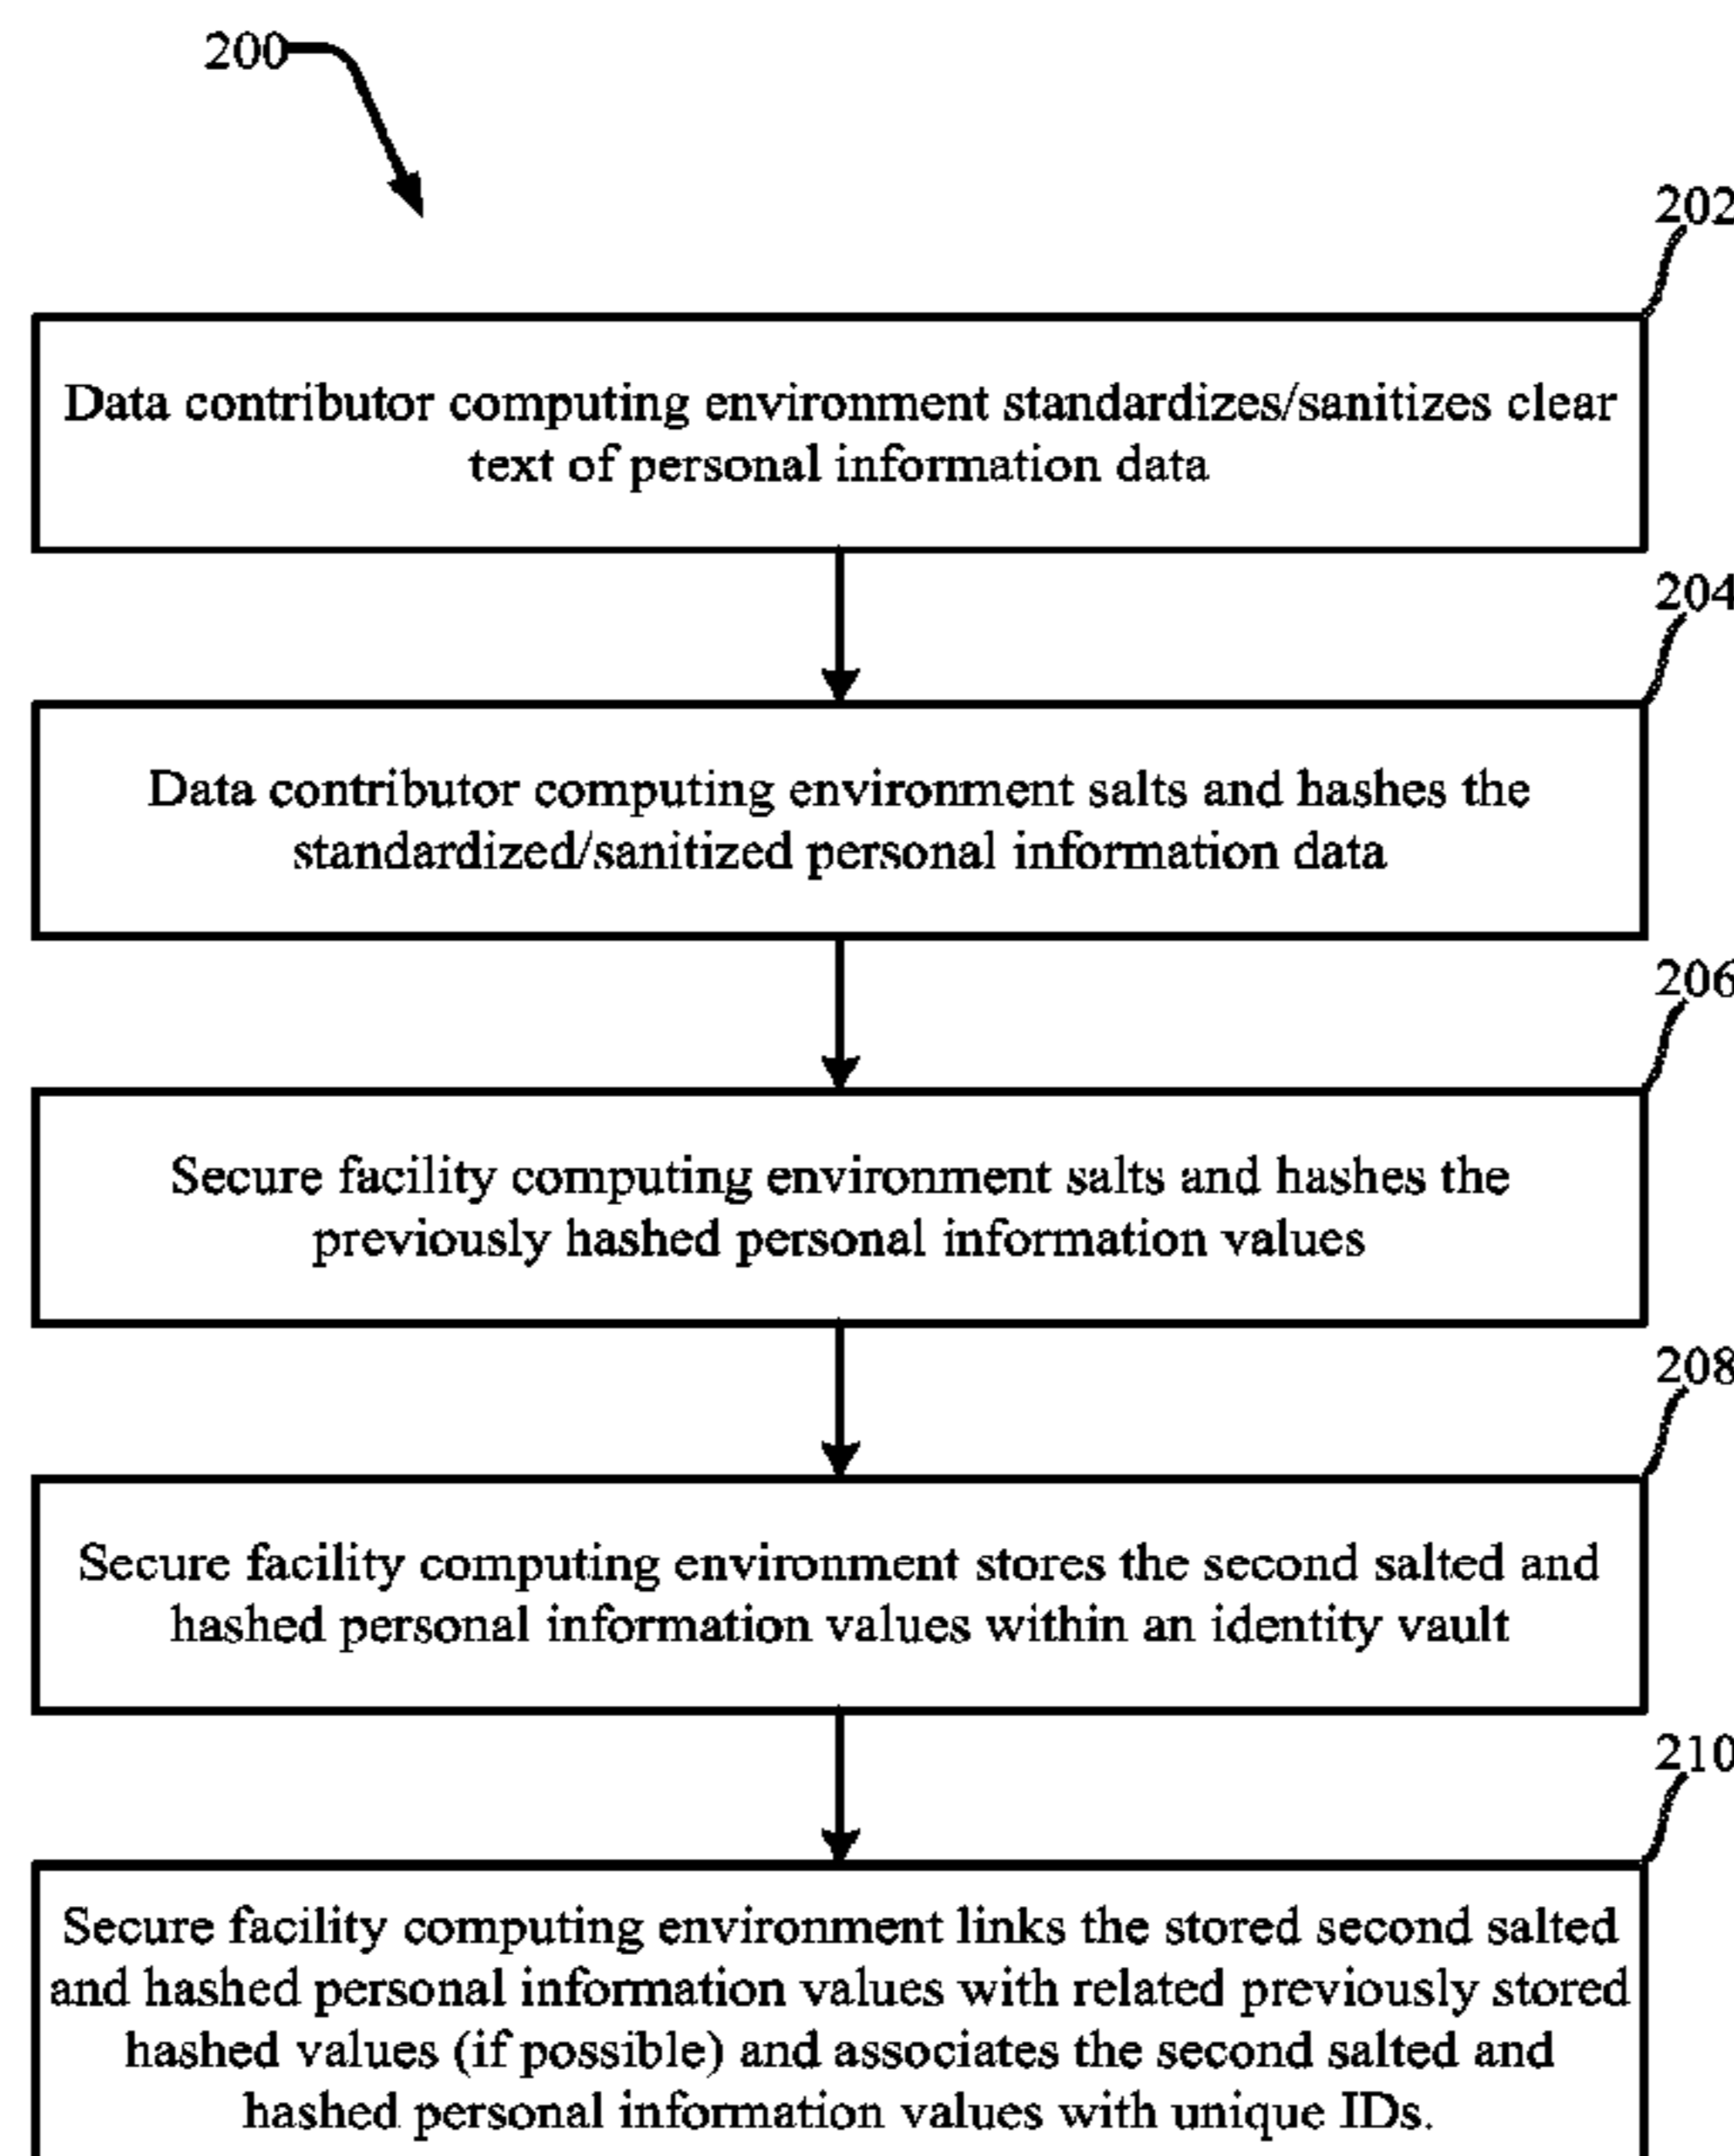 200
202
Data contributor computing environment standardizes/sanitizes clear
text of personal information data
204
Data contributor computing environment salts and hashes the
standardized/sanitized personal information data
206
Secure facility computing environment salts and hashes the
previously hashed personal information values
208
Secure facility computing environment stores the second salted and
hashed personal information values within an identity vault
210
Secure facility computing environment links the stored second salted
and hashed personal information values with related previously stored
hashed values (if possible) and associates the second salted and
hashed personal information values with unique IDs.